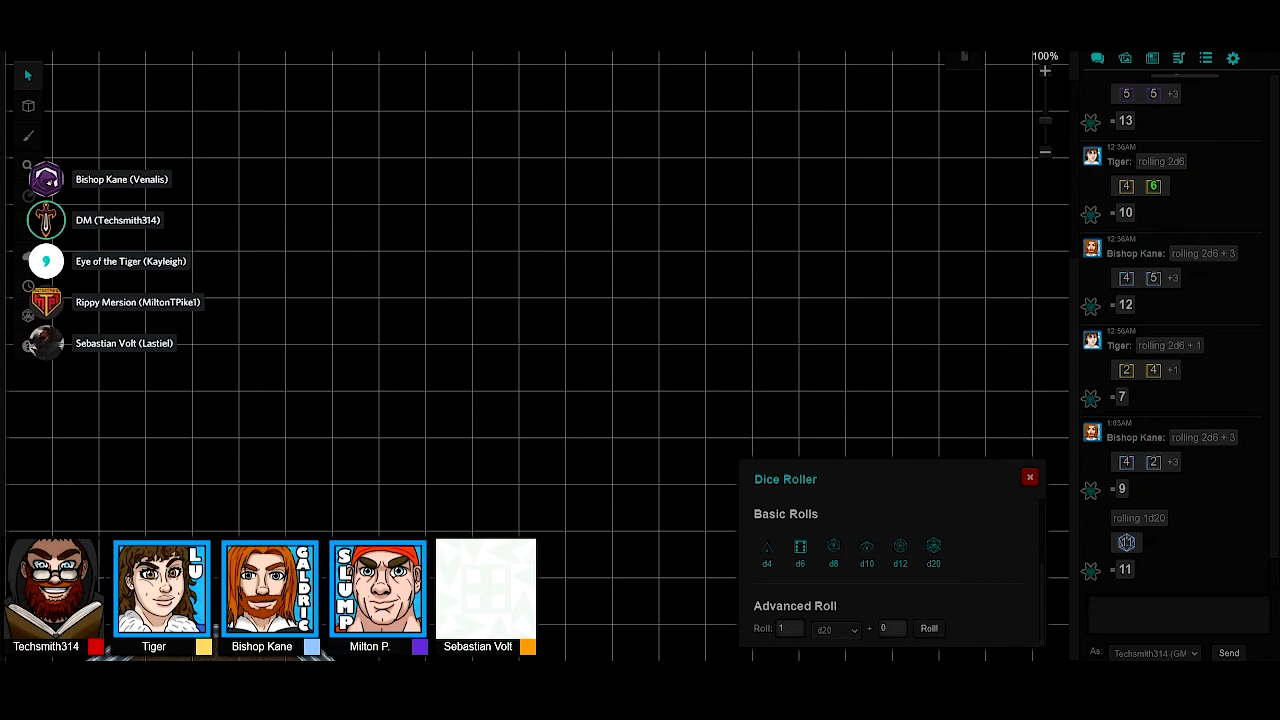 100%
5 5 +3
=13
12:36AM
Tiger: rolling 2d6
4 6
=10
12:36AM
Bishop Kane: rolling 2d6 + 3
4 5 +3
=12
12:56AM
Tiger: rolling 2d6 + 1
2 4 +1
=7
1:03AM
Bishop Kane: rolling 2d6 + 3
4 2 +3
=9
rolling 1d20
11
=11
As: Techsmith314 (GM
Send
Bishop Kane (Venalis)
DM (Techsmith314)
Eye of the Tiger (Kayleigh)
Rippy Mersion (MiltonTPike1)
Sebastian Volt (Lastiel)
Dice Roller
Basic Rolls
d4 d6 d8 d10 d12 d20
Advanced Roll
Roll: 1 d20 + 0 Roll!
CALDRIC
SLUMP
Techsmith314
Tiger
Bishop Kane
Milton P.
Sebastian Volt